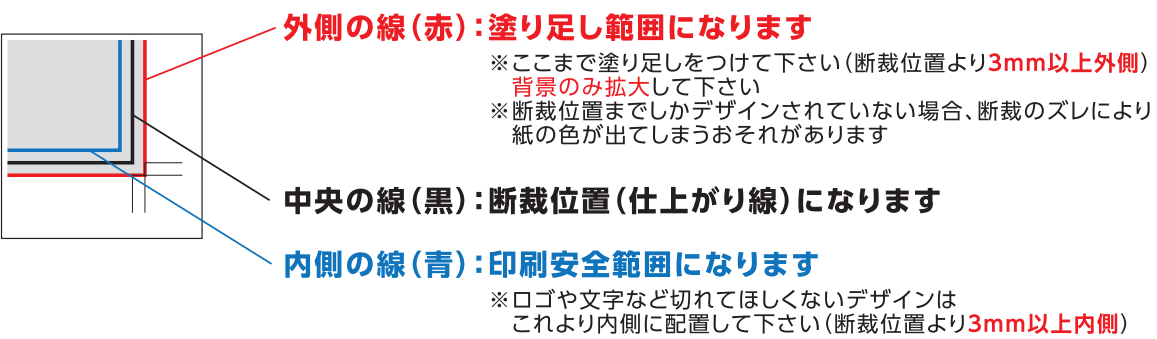 外側の線（赤）：塗り足し範囲になります
※ここまで塗り足しをつけて下さい（断裁位置より3mm以上外側）
背景のみ拡大して下さい
※断裁位置までしかデザインされていない場合、断裁のズレにより
紙の色が出てしまうおそれがあります
中央の線（黒）：断裁位置（仕上がり線）になります
内側の線（青）：印刷安全範囲になります
※ロゴや文字など切れてほしくないデザインは
これより内側に配置して下さい（断裁位置より3mm以上内側）